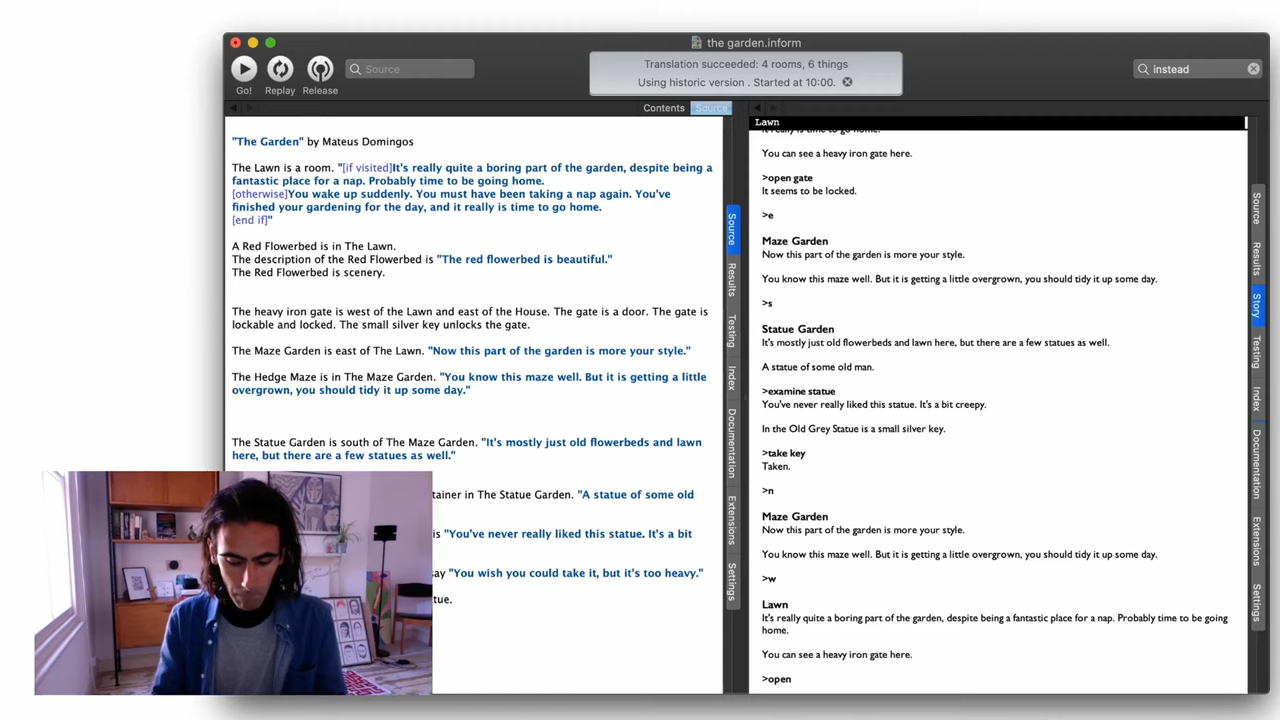 the garden.inform
Translation succeeded: 4 rooms, 6 things
Using historic version . Started at 10:00.
Go!
Replay
Release
Source
instead
Contents
Source
"The Garden" by Mateus Domingos
The Lawn is a room. "[if visited]It's really quite a boring part of the garden, despite being a
fantastic place for a nap. Probably time to be going home.
[otherwise]You wake up suddenly. You must have been taking a nap again. You've
finished your gardening for the day, and it really is time to go home.
[end if]"
A Red Flowerbed is in The Lawn.
The description of the Red Flowerbed is "The red flowerbed is beautiful."
The Red Flowerbed is scenery.
The heavy iron gate is west of the Lawn and east of the House. The gate is a door. The gate is
lockable and locked. The small silver key unlocks the gate.
The Maze Garden is east of The Lawn. "Now this part of the garden is more your style."
The Hedge Maze is in The Maze Garden. "You know this maze well. But it is getting a little
overgrown, you should tidy it up some day."
The Statue Garden is south of The Maze Garden. "It's mostly just old flowerbeds and lawn
here, but there are a few statues as well."
tainer in The Statue Garden. "A statue of some old
is "You've never really liked this statue. It's a bit
say "You wish you could take it, but it's too heavy."
tue.
Source
Results
Testing
Index
Documentation
Extensions
Settings
Lawn
It really is time to go home.
You can see a heavy iron gate here.
>open gate
It seems to be locked.
>e
Maze Garden
Now this part of the garden is more your style.
You know this maze well. But it is getting a little overgrown, you should tidy it up some day.
>s
Statue Garden
It's mostly just old flowerbeds and lawn here, but there are a few statues as well.
A statue of some old man.
>examine statue
You've never really liked this statue. It's a bit creepy.
In the Old Grey Statue is a small silver key.
>take key
Taken.
>n
Maze Garden
Now this part of the garden is more your style.
You know this maze well. But it is getting a little overgrown, you should tidy it up some day.
>w
Lawn
It's really quite a boring part of the garden, despite being a fantastic place for a nap. Probably time to be going
home.
You can see a heavy iron gate here.
>open
Source
Results
Story
Testing
Index
Documentation
Extensions
Settings